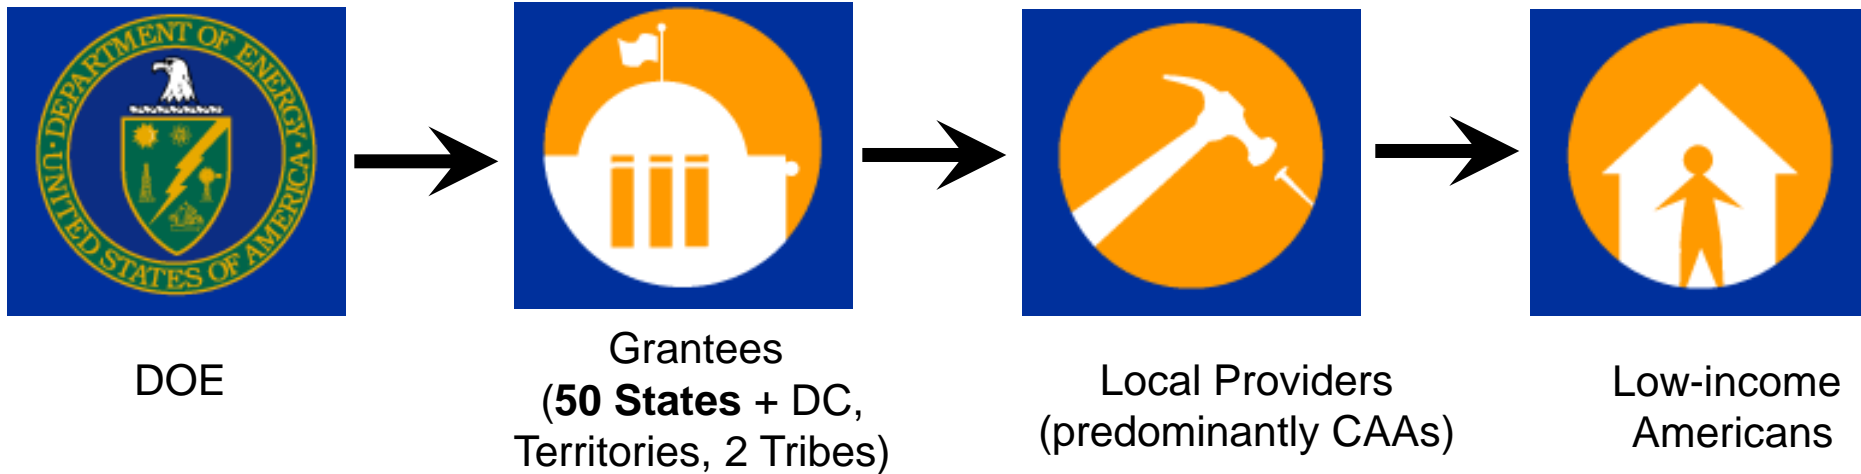 UNITED STATES OF AMERICA · DEPARTMENT OF ENERGY ·
DOE
Grantees
(50 States + DC,
Territories, 2 Tribes)
Local Providers
(predominantly CAAs)
Low-income
Americans